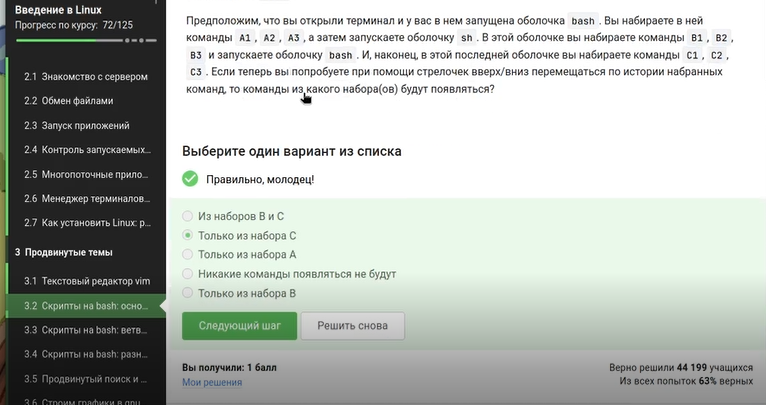 Введение в Linux
Прогресс по курсу: 72/125
2.1 Знакомство с сервером
2.2 Обмен файлами
2.3 Запуск приложений
2.4 Контроль запускаемых...
2.5 Многопоточные прило...
2.6 Менеджер терминалов...
2.7 Как установить Linux: р...
3 Продвинутые темы
3.1 Текстовый редактор vim
3.2 Скрипты на bash: осно...
3.3 Скрипты на bash: ветв...
3.4 Скрипты на bash: разн...
3.5 Продвинутый поиск и ...
3.6 Строим графики в gnu...
Предположим, что вы открыли терминал и у вас в нем запущена оболочка bash. Вы набираете в ней
команды A1, A2, A3, а затем запускаете оболочку sh. В этой оболочке вы набираете команды B1, B2,
B3 и запускаете оболочку bash. И, наконец, в этой последней оболочке вы набираете команды C1, C2,
C3. Если теперь вы попробуете при помощи стрелочек вверх/вниз перемещаться по истории набранных
команд, то команды из какого набора(ов) будут появляться?
Выберите один вариант из списка
Правильно, молодец!
Из наборов B и C
Только из набора C
Только из набора A
Никакие команды появляться не будут
Только из набора B
Следующий шаг
Решить снова
Вы получили: 1 балл
Мои решения
Верно решили 44 199 учащихся
Из всех попыток 63% верных